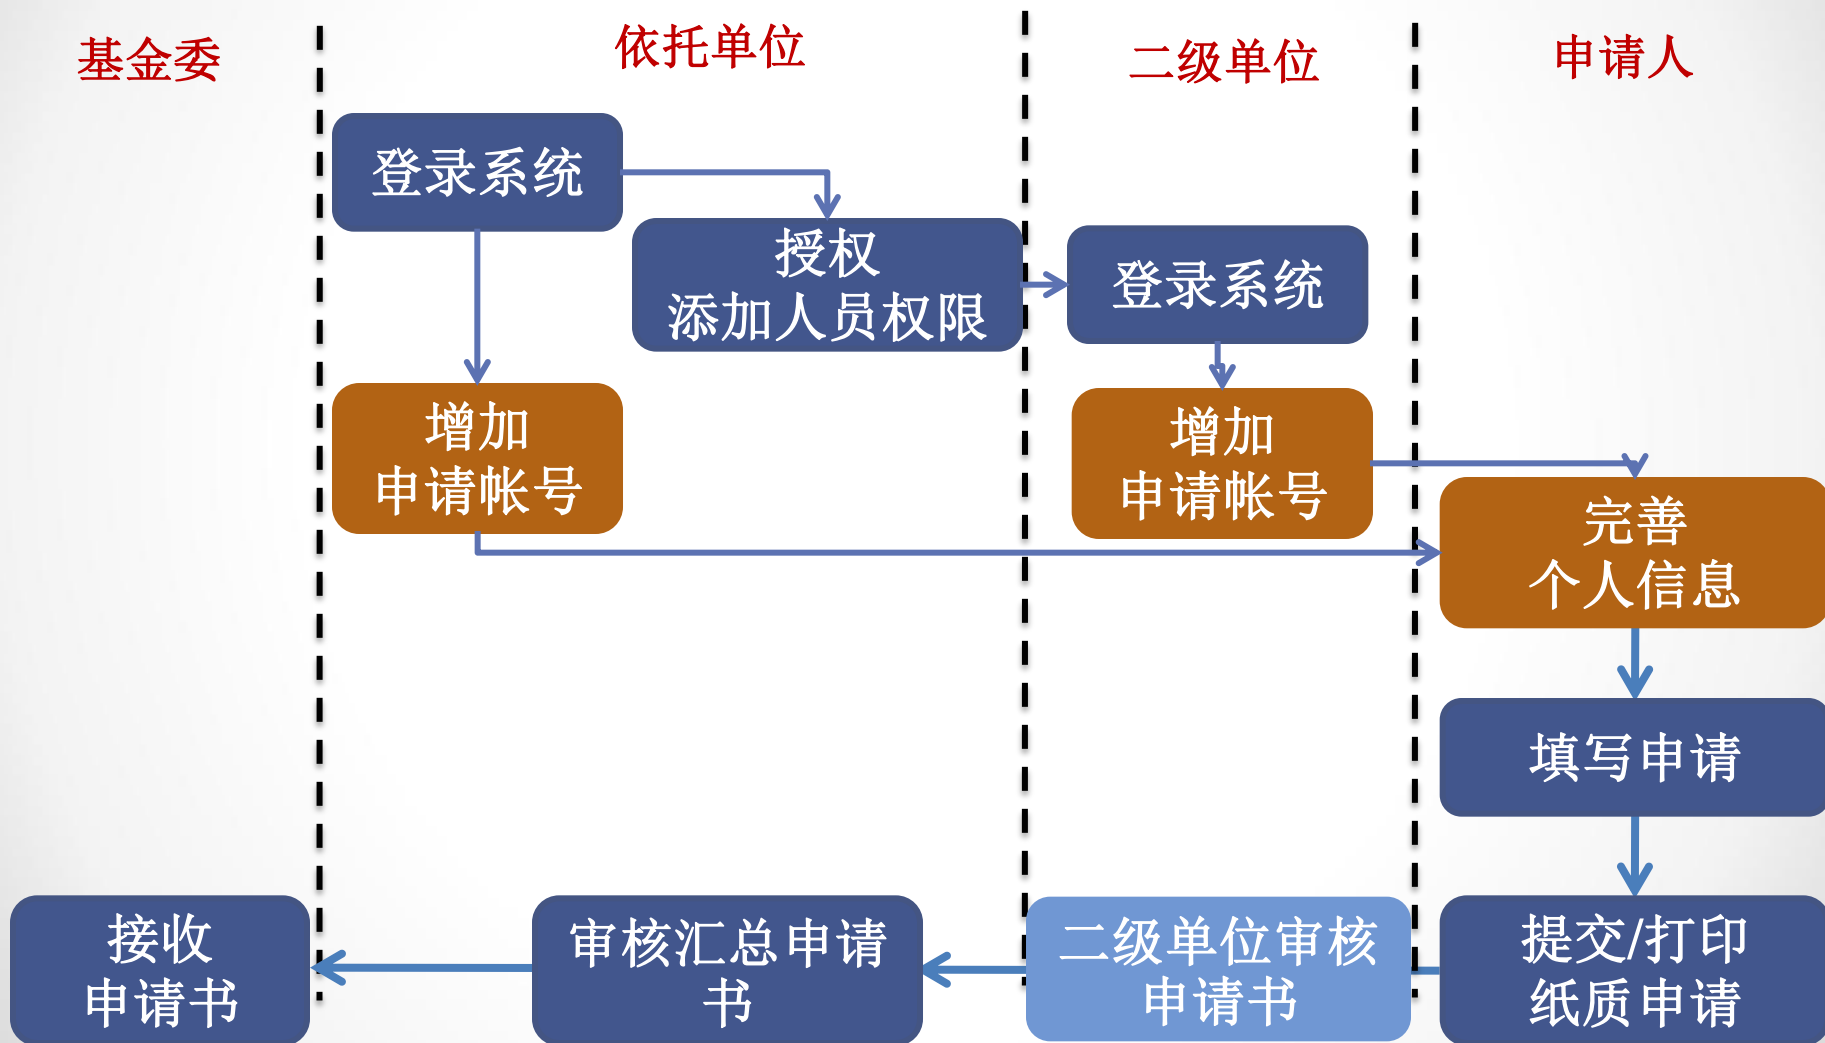 基金委
依托单位
二级单位
申请人
登录系统
授权
添加人员权限
登录系统
增加
申请帐号
增加
申请帐号
完善
个人信息
填写申请
接收
申请书
审核汇总申请
书
二级单位审核
申请书
提交/打印
纸质申请